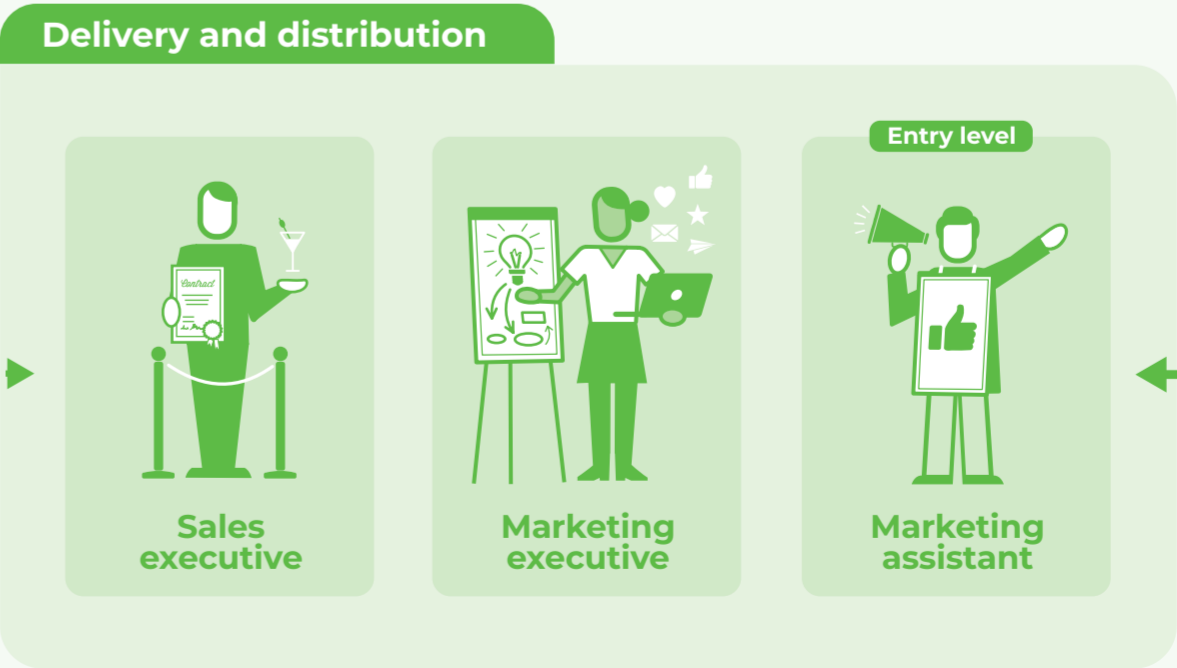 Delivery and distribution
Entry level
Contract
Sales
executive
Marketing
executive
Marketing
assistant